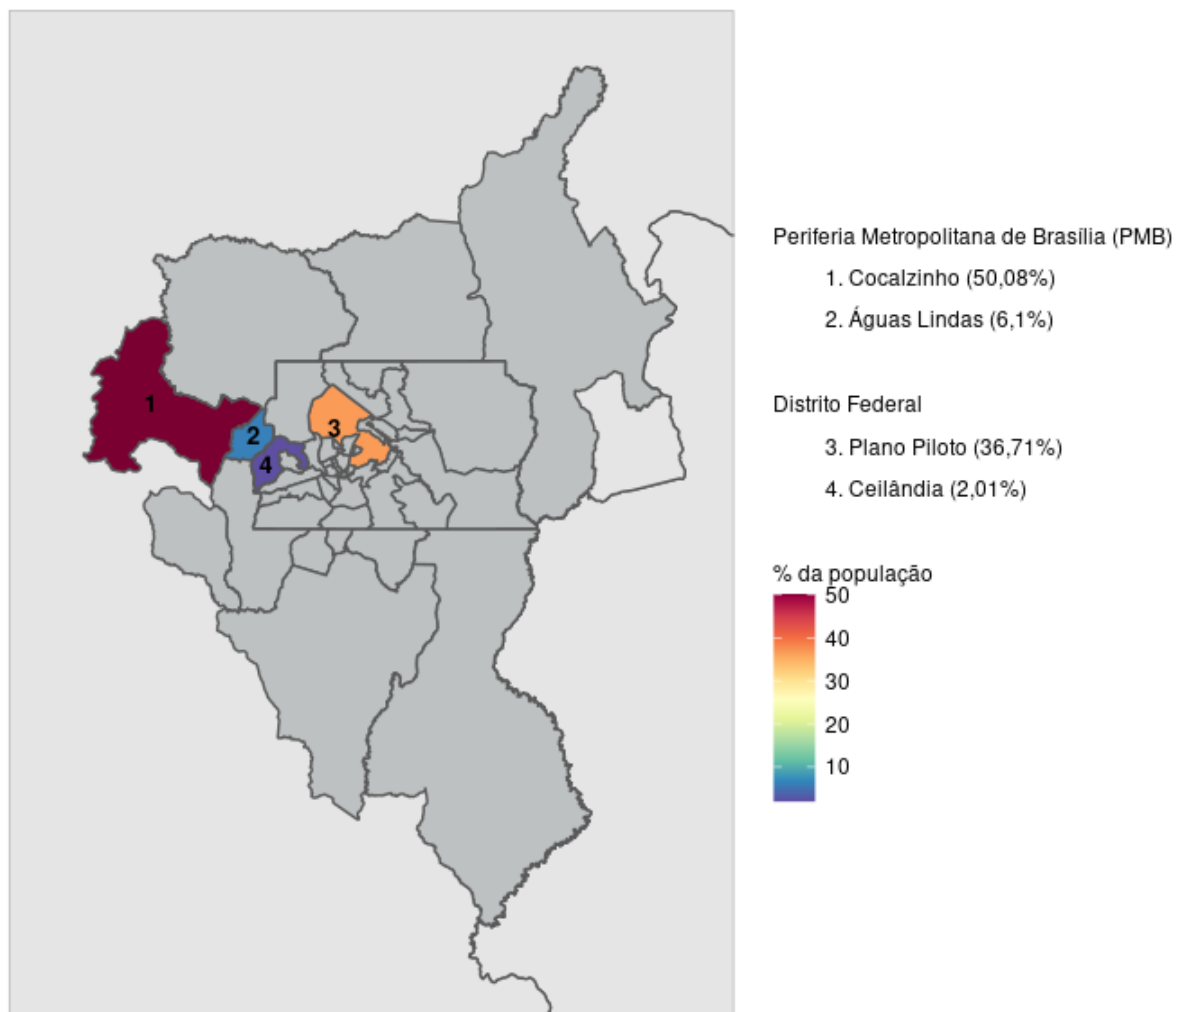 1
2
3
4
Periferia Metropolitana de Brasília (PMB)
1. Cocalzinho (50,08%)
2. Águas Lindas (6,1%)
Distrito Federal
3. Plano Piloto (36,71%)
4. Ceilândia (2,01%)
% da população
50
40
30
20
10